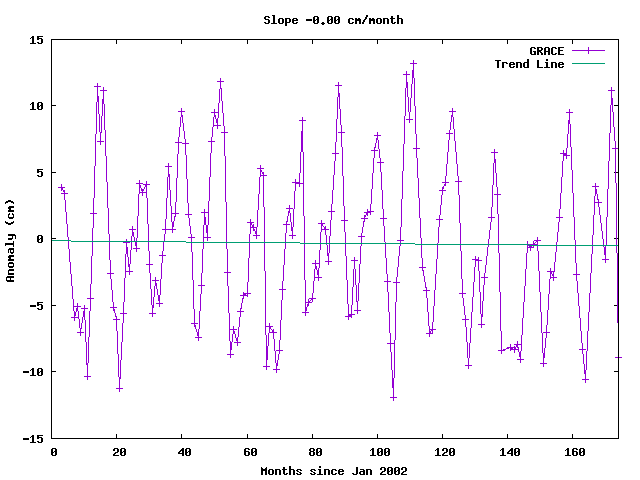 Slope -0.00 cm/month
15
GRACE
Trend Line
10
5
0
Anomaly (cm)
-5
-10
-15
0 20 40 60 80 100 120 140 160
Months since Jan 2002